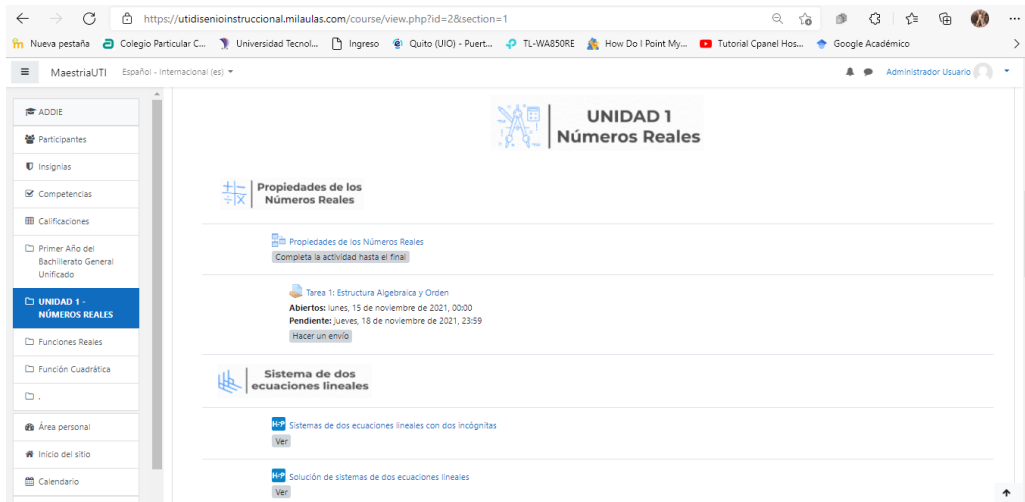 https://utidisenioinstruccional.milaulas.com/course/view.php?id=2&section=1
Nueva pestaña Colegio Particular C... Universidad Tecnol... Ingreso Quito (UIO) - Puert... TL-WA850RE How Do I Point My... Tutorial Cpanel Hos... Google Académico
MaestriaUTI Español - Internacional (es) Administrador Usuario
ADDIE
Participantes
Insignias
Competencias
Calificaciones
Primer Año del
Bachillerato General
Unificado
UNIDAD 1 -
NÚMEROS REALES
Funciones Reales
Función Cuadrática
.
Área personal
Inicio del sitio
Calendario
UNIDAD 1
Números Reales
Propiedades de los
Números Reales
Propiedades de los Números Reales
Completa la actividad hasta el final
Tarea 1: Estructura Algebraica y Orden
Abiertos: lunes, 15 de noviembre de 2021, 00:00
Pendiente: jueves, 18 de noviembre de 2021, 23:59
Hacer un envío
Sistema de dos
ecuaciones lineales
H5P Sistemas de dos ecuaciones lineales con dos incógnitas
Ver
H5P Solución de sistemas de dos ecuaciones lineales
Ver